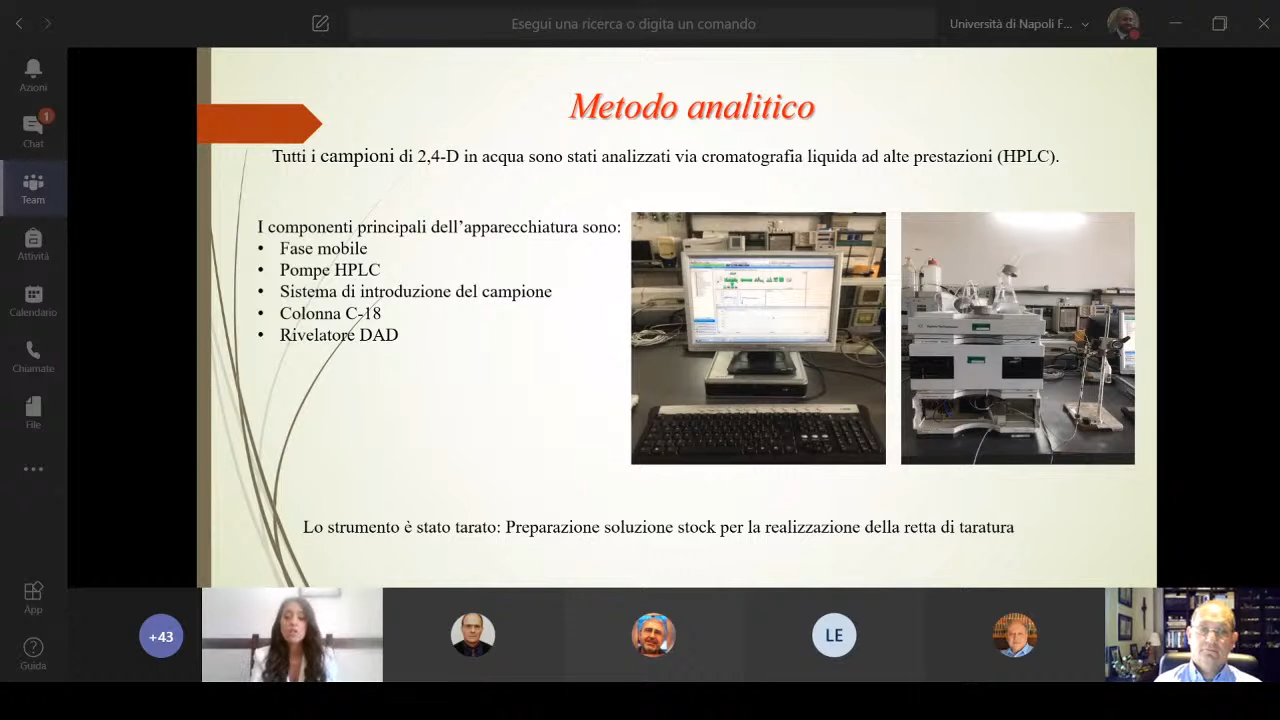 Esegui una ricerca o digita un comando
Università di Napoli F...
Azioni
1
Chat
Team
Attività
Calendario
Chiamate
File
App
Guida
Metodo analitico
Tutti i campioni di 2,4-D in acqua sono stati analizzati via cromatografia liquida ad alte prestazioni (HPLC).
I componenti principali dell'apparecchiatura sono:
• Fase mobile
• Pompe HPLC
• Sistema di introduzione del campione
• Colonna C-18
• Rivelatore DAD
Lo strumento è stato tarato: Preparazione soluzione stock per la realizzazione della retta di taratura
+43
LE